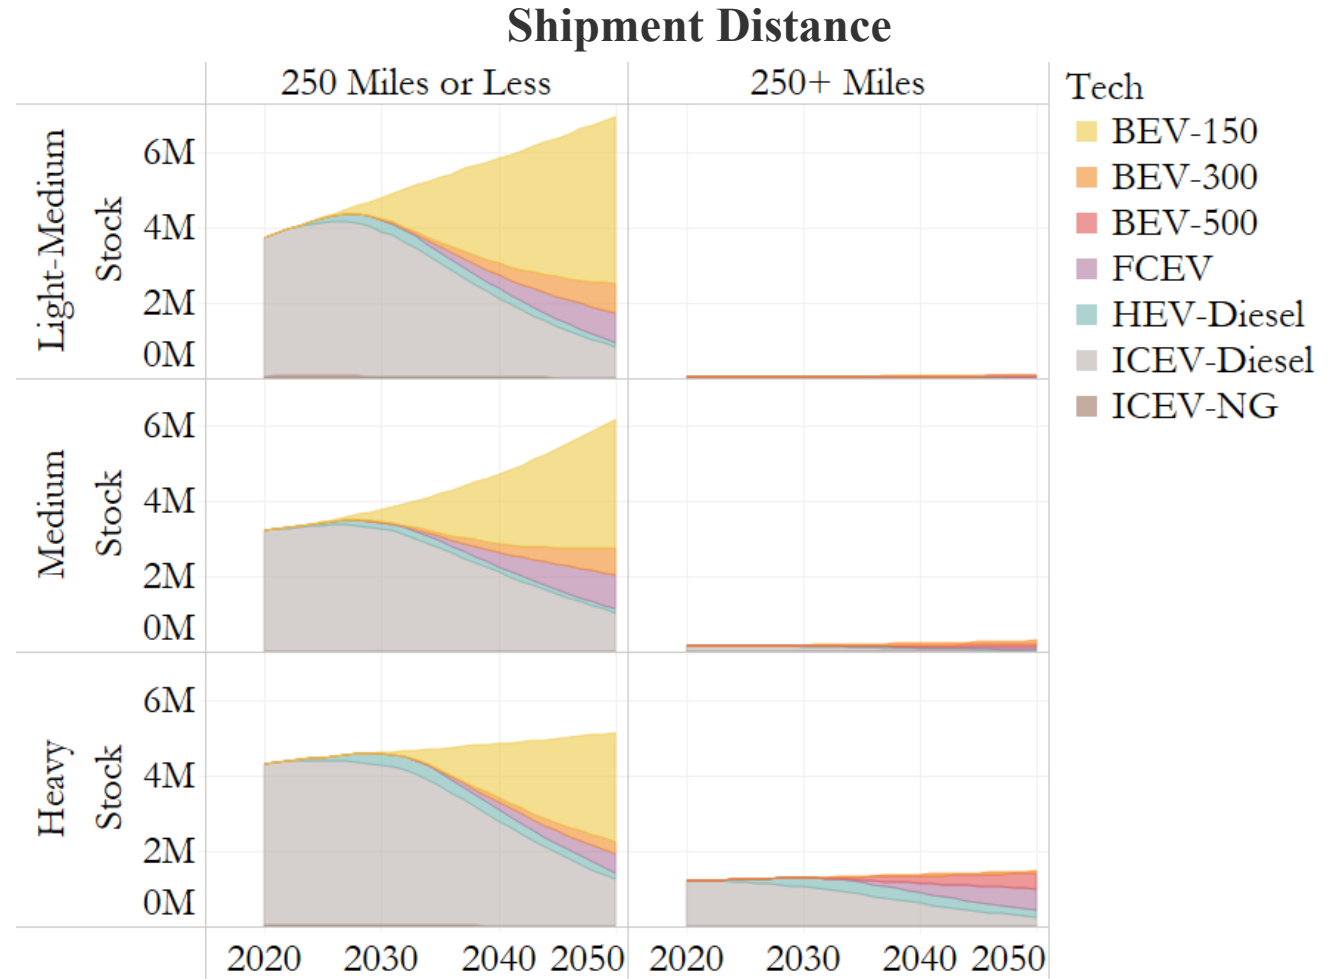 Shipment Distance
250 Miles or Less
250+ Miles
Tech
BEV-150
BEV-300
BEV-500
FCEV
HEV-Diesel
ICEV-Diesel
ICEV-NG
Light-Medium
Stock
6M
4M
2M
0M
Medium
Stock
6M
4M
2M
0M
Heavy
Stock
6M
4M
2M
0M
2020 2030 2040 2050 2020 2030 2040 2050